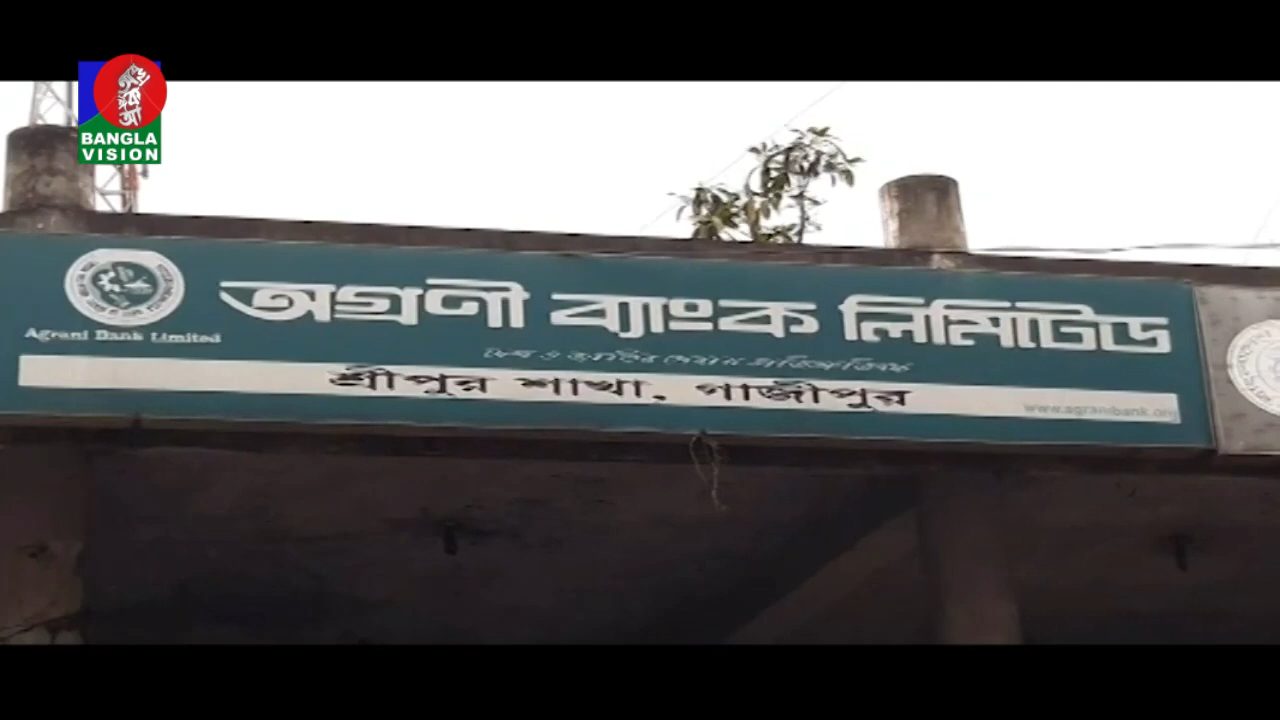 BANGLA
VISION
অগ্রণী ব্যাংক লিমিটেড
Agrani Bank Limited
শ্রীপুর শাখা, গাজীপুর
www.agranibank.org